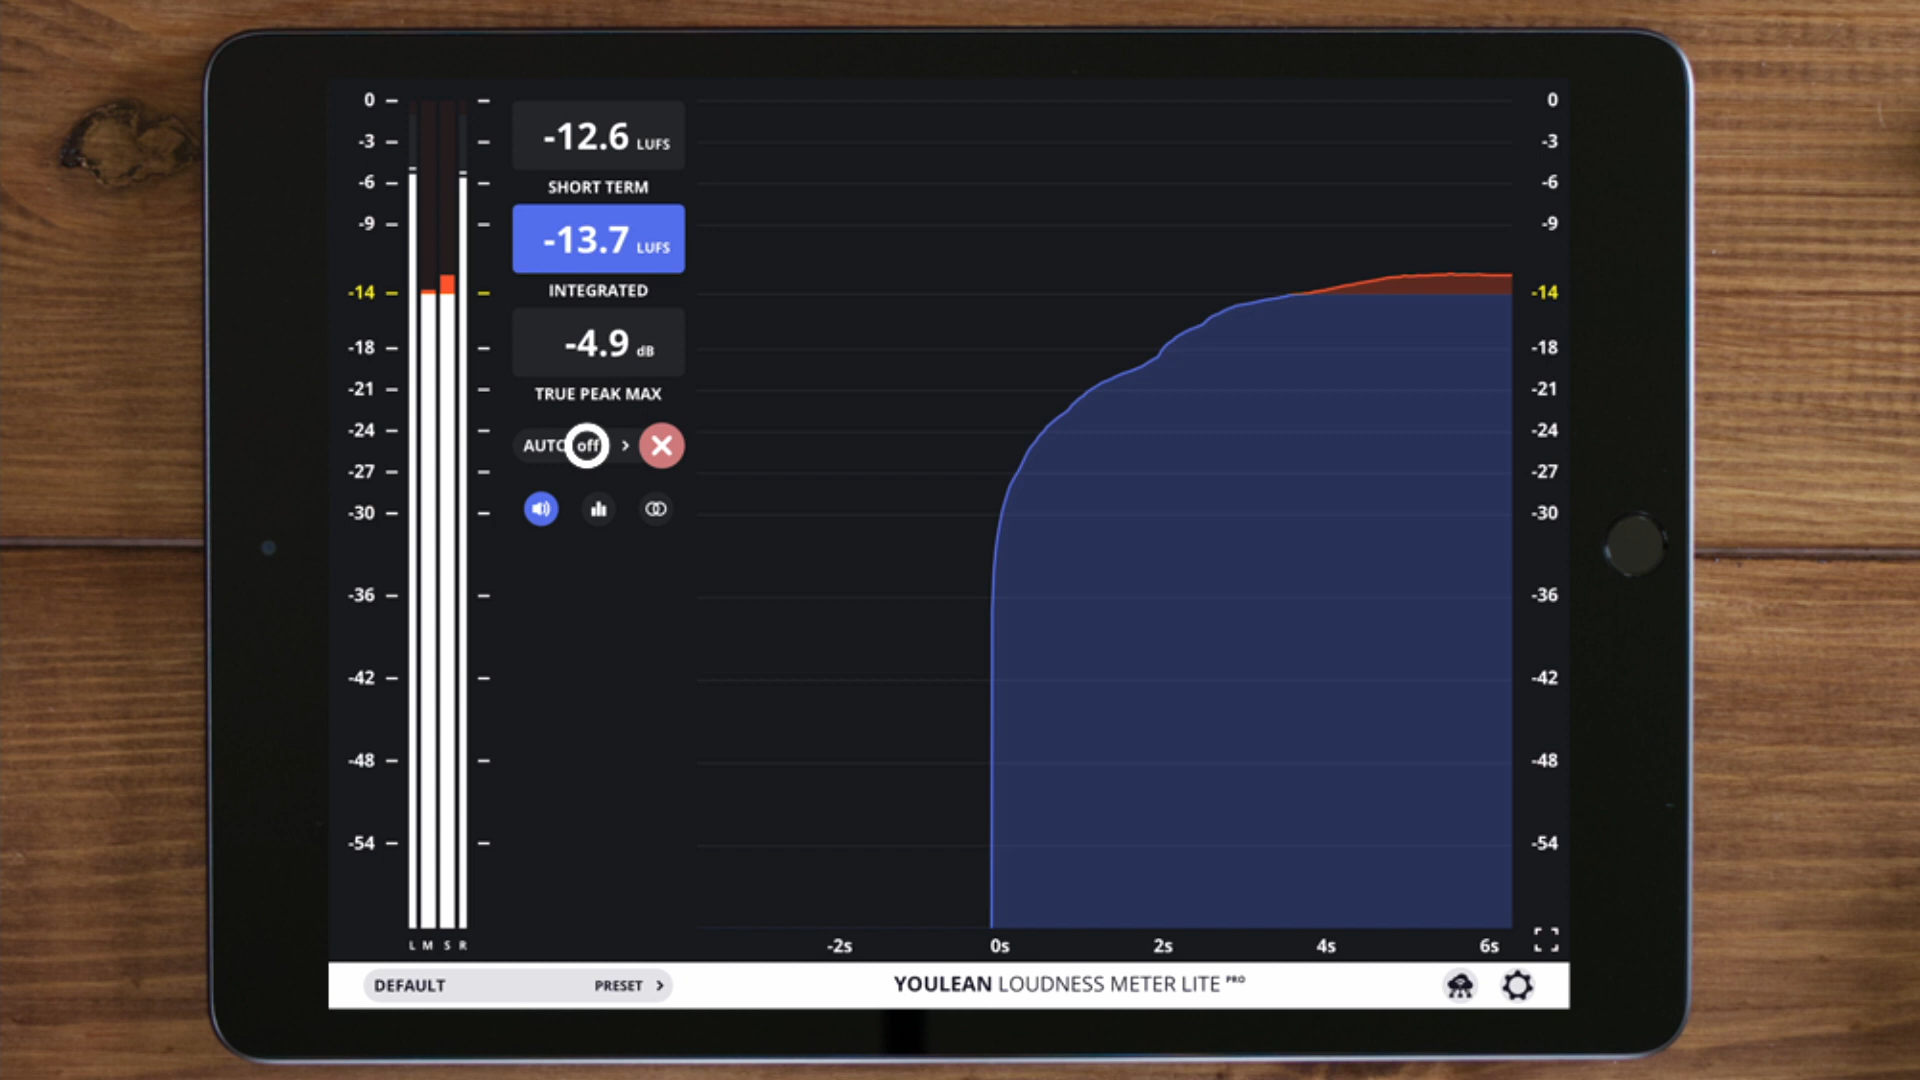 0
-3
-6
-9
-14
-18
-21
-24
-27
-30
-36
-42
-48
-54
L M S R
-12.6 LUFS
SHORT TERM
-13.7 LUFS
INTEGRATED
-4.9 dB
TRUE PEAK MAX
AUTO off >
-2s 0s 2s 4s 6s
0
-3
-6
-9
-14
-18
-21
-24
-27
-30
-36
-42
-48
-54
DEFAULT PRESET >
YOULEAN LOUDNESS METER LITE PRO